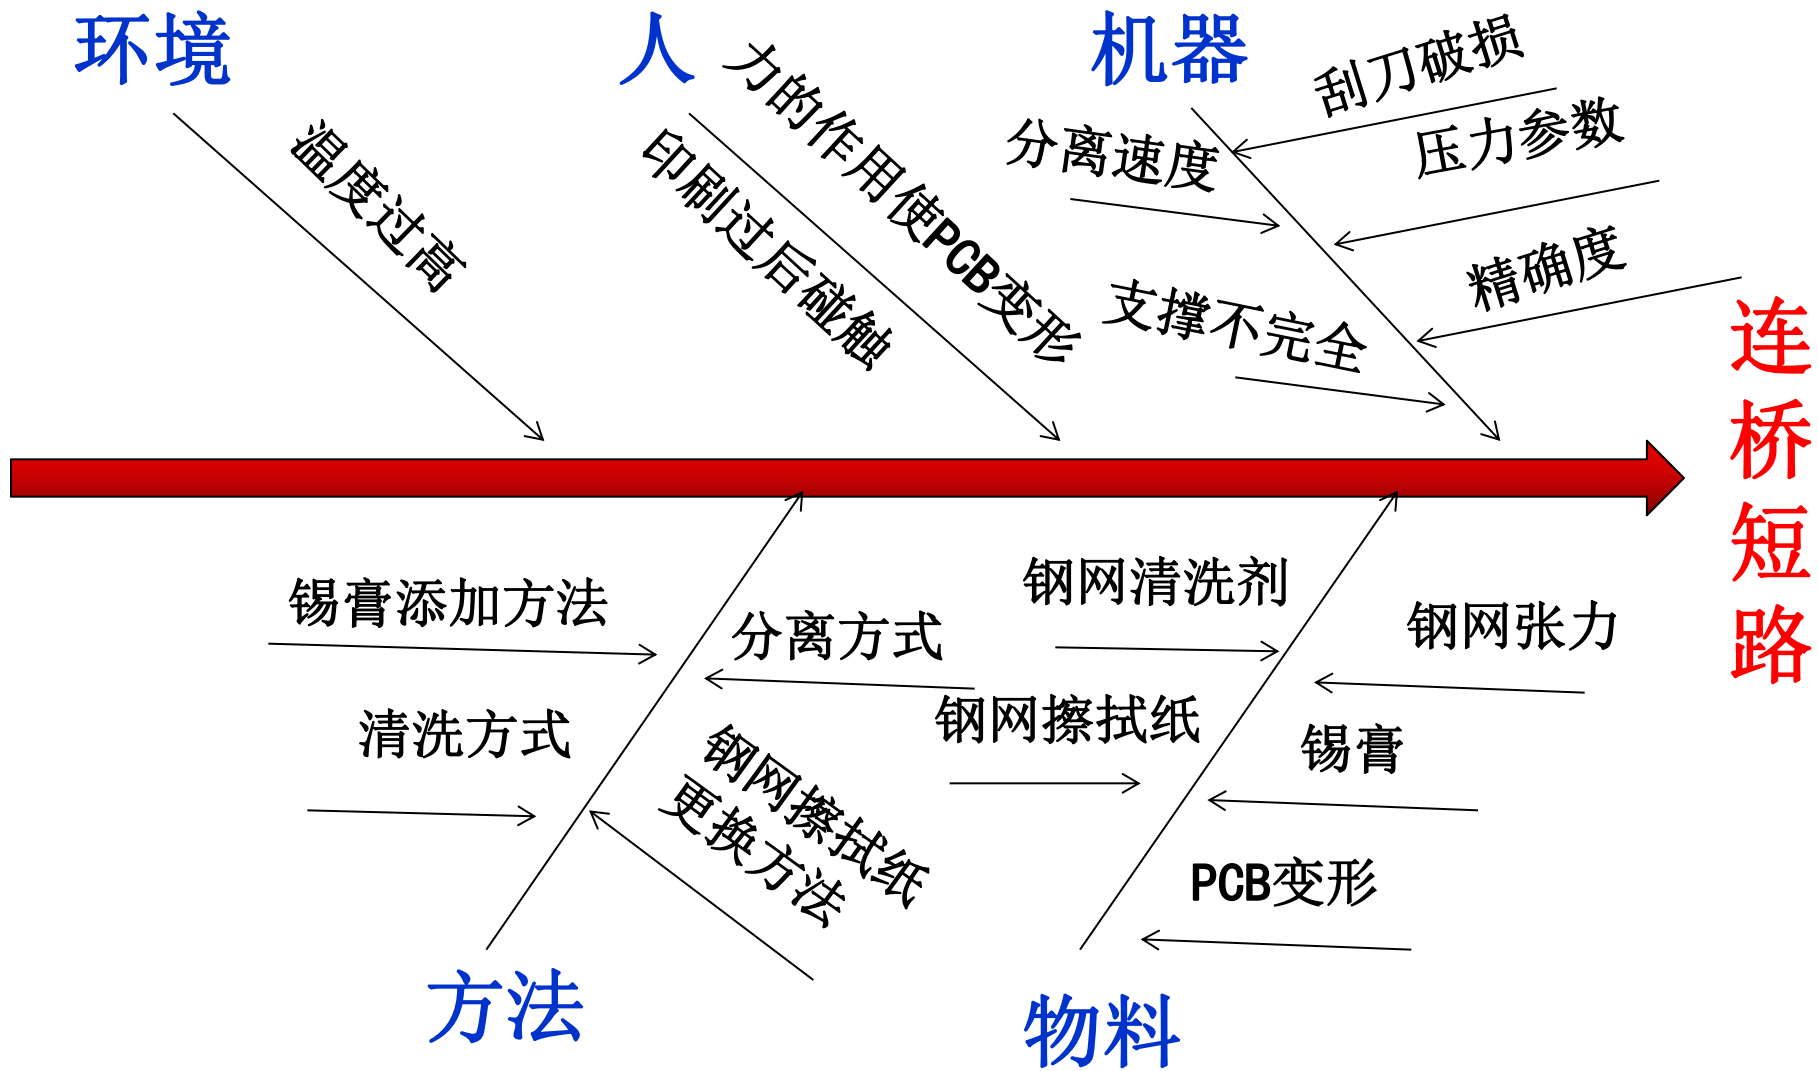 环境
人
机器
温度过高
力的作用使PCB变形
印刷过后碰触
刮刀破损
分离速度
压力参数
精确度
支撑不完全
连桥短路
锡膏添加方法
分离方式
清洗方式
钢网擦拭纸
更换方法
钢网清洗剂
钢网张力
钢网擦拭纸
锡膏
PCB变形
方法
物料